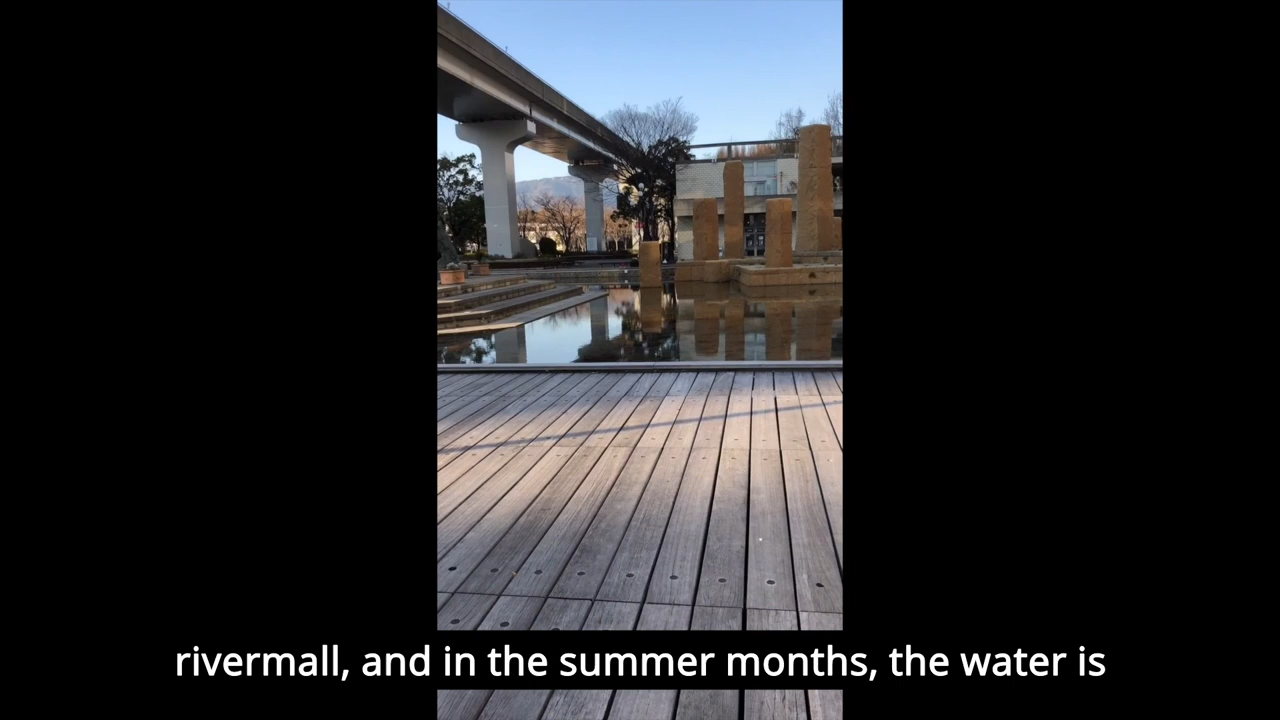 rivermall, and in the summer months, the water is